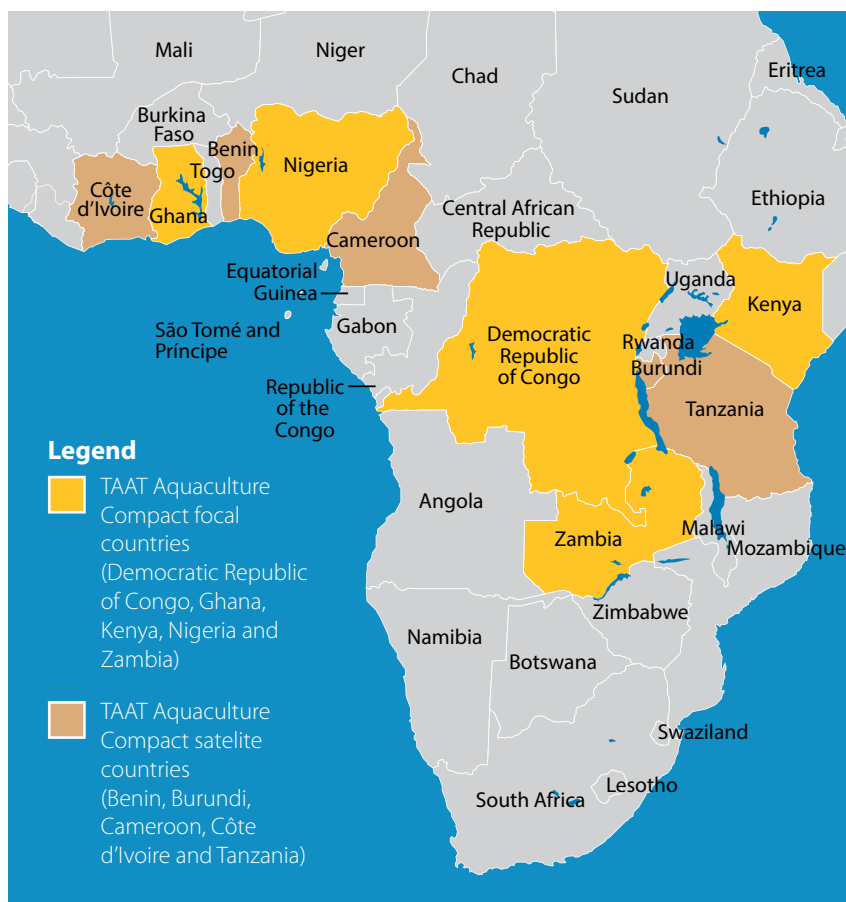 Mali
Niger
Chad
Sudan
Eritrea
Burkina
Faso
Benin
Togo
Nigeria
Côte
d'Ivoire
Ghana
Cameroon
Central African
Republic
Ethiopia
Equatorial
Guinea
Uganda
Kenya
São Tomé and
Príncipe
Gabon
Democratic
Republic
of Congo
Rwanda
Burundi
Republic
of the
Congo
Tanzania
Angola
Zambia
Malawi
Mozambique
Zimbabwe
Namibia
Botswana
Swaziland
Lesotho
South Africa
Legend
TAAT Aquaculture
Compact focal
countries
(Democratic Republic
of Congo, Ghana,
Kenya, Nigeria and
Zambia)
TAAT Aquaculture
Compact satelite
countries
(Benin, Burundi,
Cameroon, Côte
d'Ivoire and Tanzania)